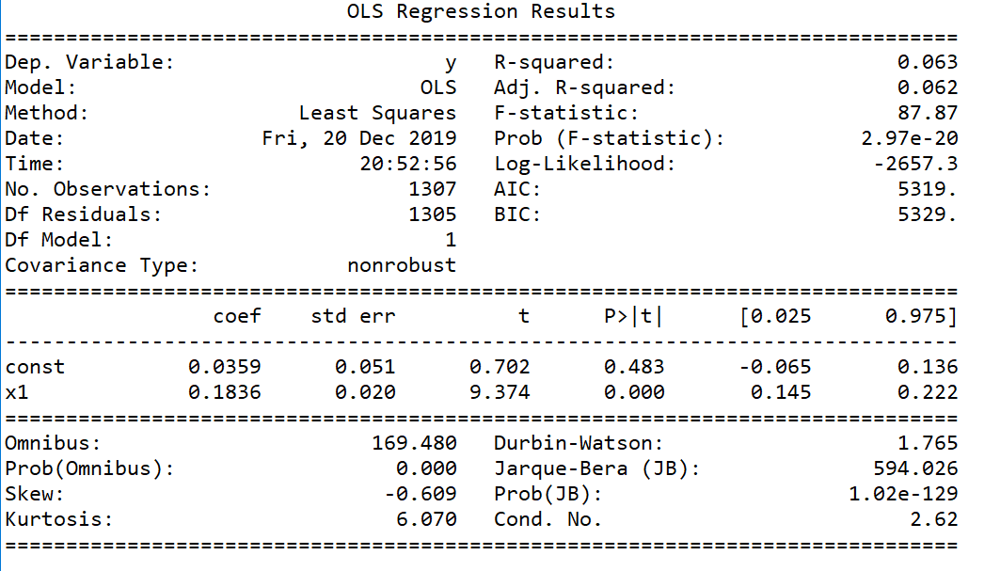 OLS Regression Results
==============================================================================
Dep. Variable: y R-squared: 0.063
Model: OLS Adj. R-squared: 0.062
Method: Least Squares F-statistic: 87.87
Date: Fri, 20 Dec 2019 Prob (F-statistic): 2.97e-20
Time: 20:52:56 Log-Likelihood: -2657.3
No. Observations: 1307 AIC: 5319.
Df Residuals: 1305 BIC: 5329.
Df Model: 1
Covariance Type: nonrobust
==============================================================================
coef std err t P>|t| [0.025 0.975]
------------------------------------------------------------------------------
const 0.0359 0.051 0.702 0.483 -0.065 0.136
x1 0.1836 0.020 9.374 0.000 0.145 0.222
==============================================================================
Omnibus: 169.480 Durbin-Watson: 1.765
Prob(Omnibus): 0.000 Jarque-Bera (JB): 594.026
Skew: -0.609 Prob(JB): 1.02e-129
Kurtosis: 6.070 Cond. No. 2.62
==============================================================================